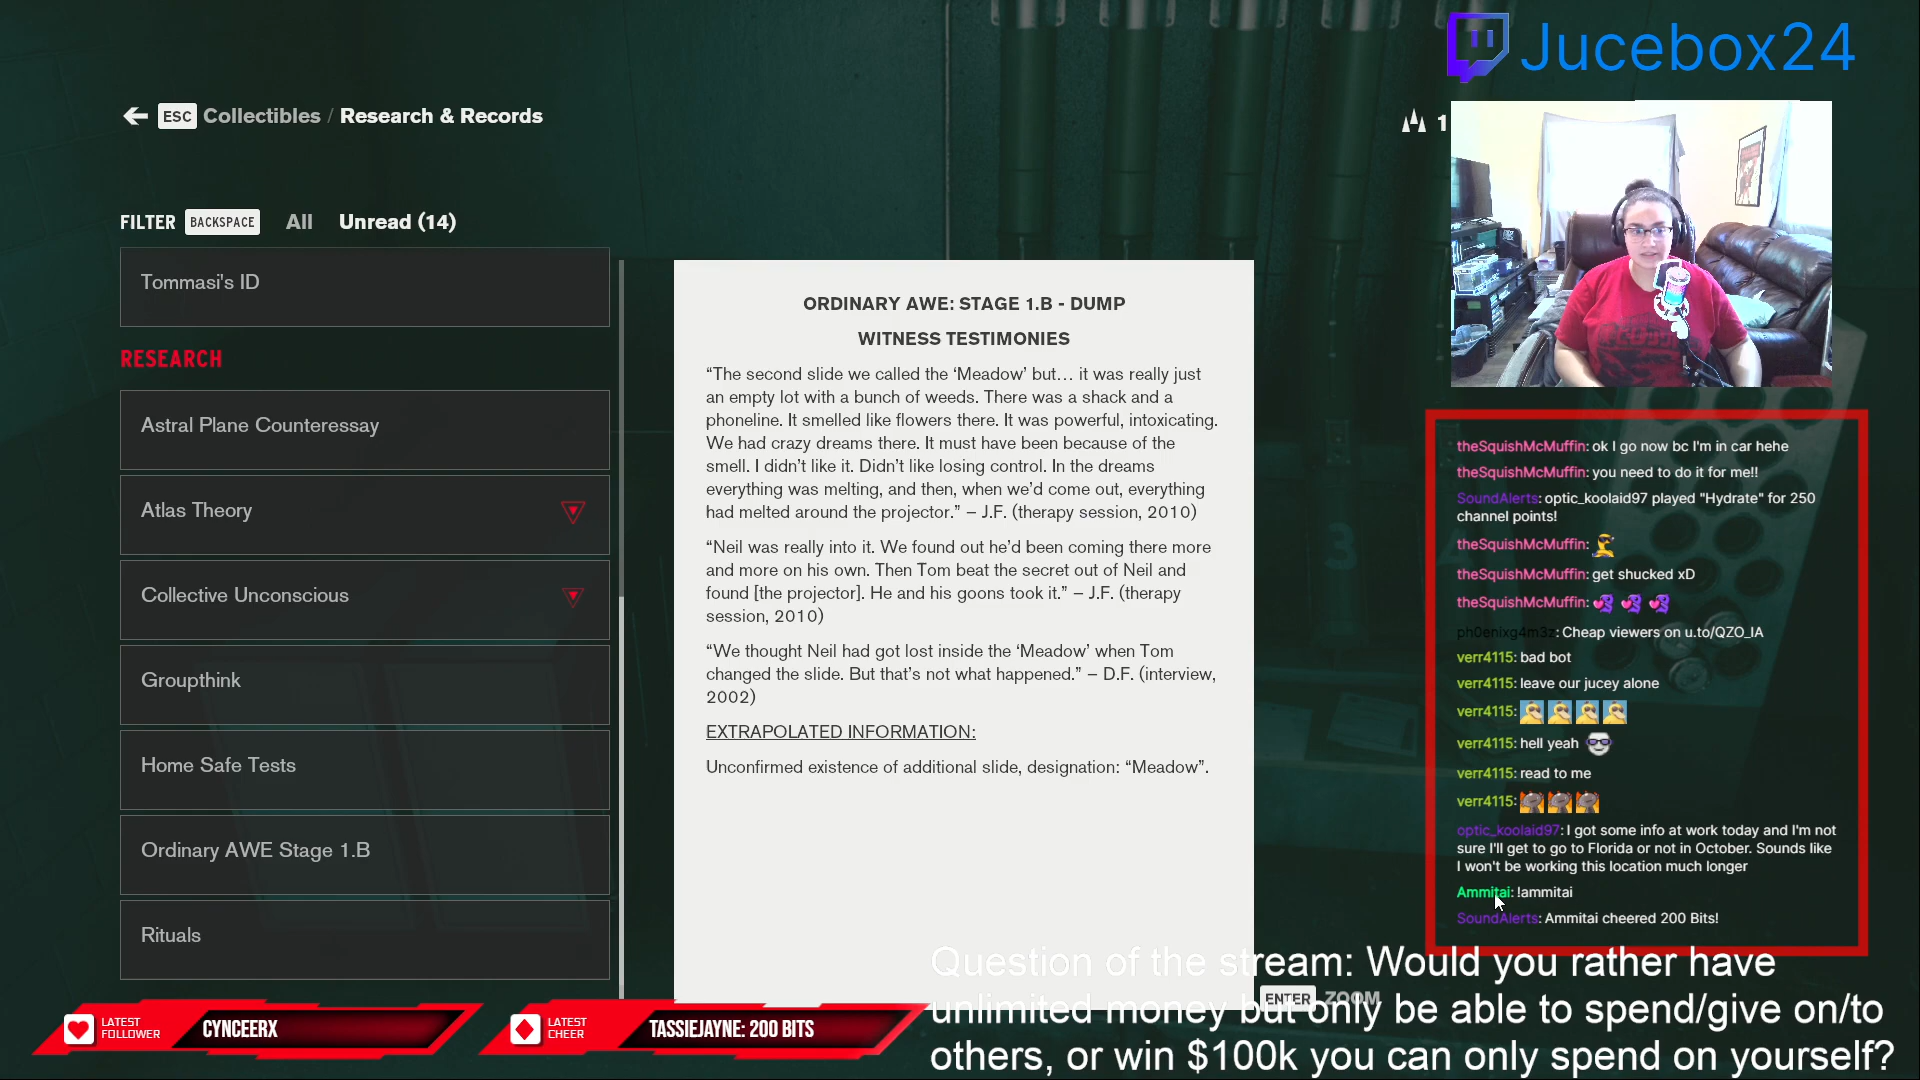 Jucebox24
ESC Collectibles / Research & Records
1
FILTER BACKSPACE All Unread (14)
Tommasi's ID
RESEARCH
Astral Plane Counteressay
Atlas Theory
Collective Unconscious
Groupthink
Home Safe Tests
Ordinary AWE Stage 1.B
Rituals
ORDINARY AWE: STAGE 1.B - DUMP
WITNESS TESTIMONIES
“The second slide we called the ‘Meadow’ but… it was really just
an empty lot with a bunch of weeds. There was a shack and a
phoneline. It smelled like flowers there. It was powerful, intoxicating.
We had crazy dreams there. It must have been because of the
smell. I didn’t like it. Didn’t like losing control. In the dreams
everything was melting, and then, when we’d come out, everything
had melted around the projector.” – J.F. (therapy session, 2010)
“Neil was really into it. We found out he’d been coming there more
and more on his own. Then Tom beat the secret out of Neil and
found [the projector]. He and his goons took it.” – J.F. (therapy
session, 2010)
“We thought Neil had got lost inside the ‘Meadow’ when Tom
changed the slide. But that’s not what happened.” – D.F. (interview,
2002)
EXTRAPOLATED INFORMATION:
Unconfirmed existence of additional slide, designation: “Meadow”.
ENTER ZOOM
3
theSquishMcMuffin: ok I go now bc I'm in car hehe
theSquishMcMuffin: you need to do it for me!!
SoundAlerts: optic_koolaid97 played "Hydrate" for 250
channel points!
theSquishMcMuffin:
theSquishMcMuffin: get shucked xD
theSquishMcMuffin:
ph0enixg4m3z: Cheap viewers on u.to/QZO_IA
verr4115: bad bot
verr4115: leave our jucey alone
verr4115:
verr4115: hell yeah
verr4115: read to me
verr4115:
optic_koolaid97: I got some info at work today and I'm not
sure I'll get to go to Florida or not in October. Sounds like
I won't be working this location much longer
Ammitai: !ammitai
SoundAlerts: Ammitai cheered 200 Bits!
Question of the stream: Would you rather have
unlimited money but only be able to spend/give on/to
others, or win $100k you can only spend on yourself?
LATEST
FOLLOWER
CYNCEERX
LATEST
CHEER
TASSIEJAYNE: 200 BITS